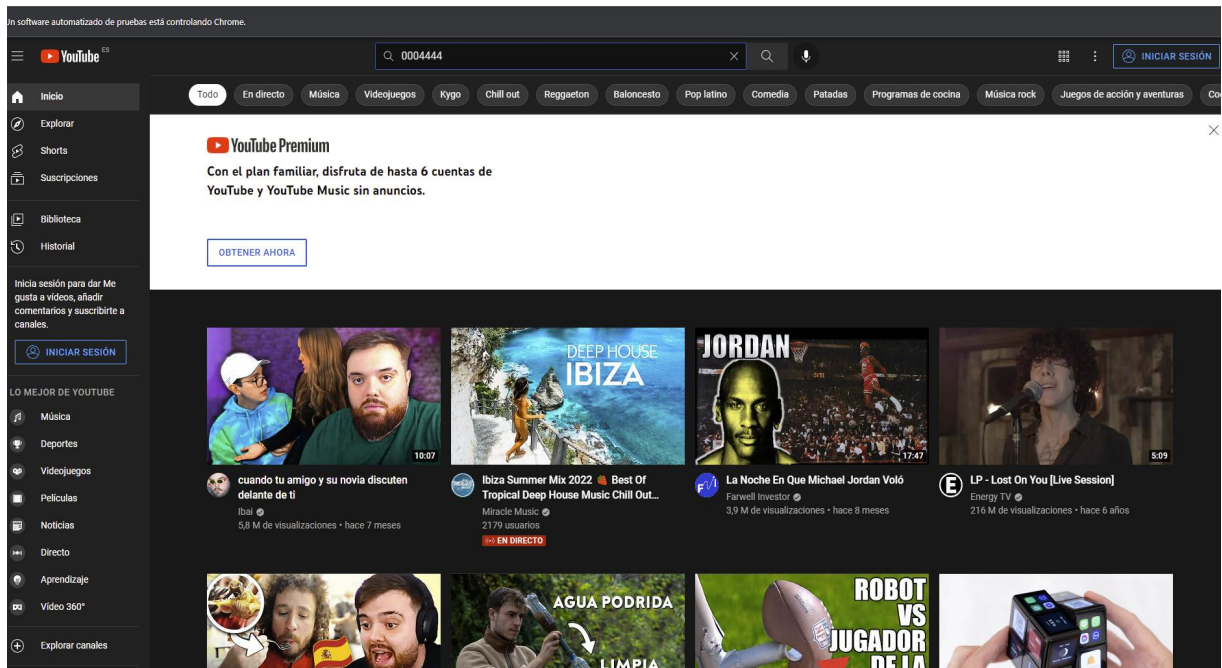 Un software automatizado de pruebas está controlando Chrome.
YouTube ES
0004444
INICIAR SESIÓN
Inicio
Explorar
Shorts
Suscripciones
Biblioteca
Historial
Inicia sesión para dar Me
gusta a vídeos, añadir
comentarios y suscribirte a
canales.
INICIAR SESIÓN
LO MEJOR DE YOUTUBE
Música
Deportes
Videojuegos
Películas
Noticias
Directo
Aprendizaje
Vídeo 360°
Explorar canales
Todo
En directo
Música
Videojuegos
Kygo
Chill out
Reggaeton
Baloncesto
Pop latino
Comedia
Patadas
Programas de cocina
Música rock
Juegos de acción y aventuras
YouTube Premium
Con el plan familiar, disfruta de hasta 6 cuentas de
YouTube y YouTube Music sin anuncios.
OBTENER AHORA
10:07
cuando tu amigo y su novia discuten
delante de ti
Ibai
5,8 M de visualizaciones • hace 7 meses
DEEP HOUSE
IBIZA
Ibiza Summer Mix 2022 🍓 Best Of
Tropical Deep House Music Chill Out...
Miracle Music
2179 usuarios
EN DIRECTO
JORDAN
17:47
La Noche En Que Michael Jordan Voló
Farwell Investor
3,9 M de visualizaciones • hace 8 meses
5:09
LP - Lost On You [Live Session]
Energy TV
216 M de visualizaciones • hace 6 años
AGUA PODRIDA
LIMPIA
ROBOT
VS
JUGADOR
DE LA